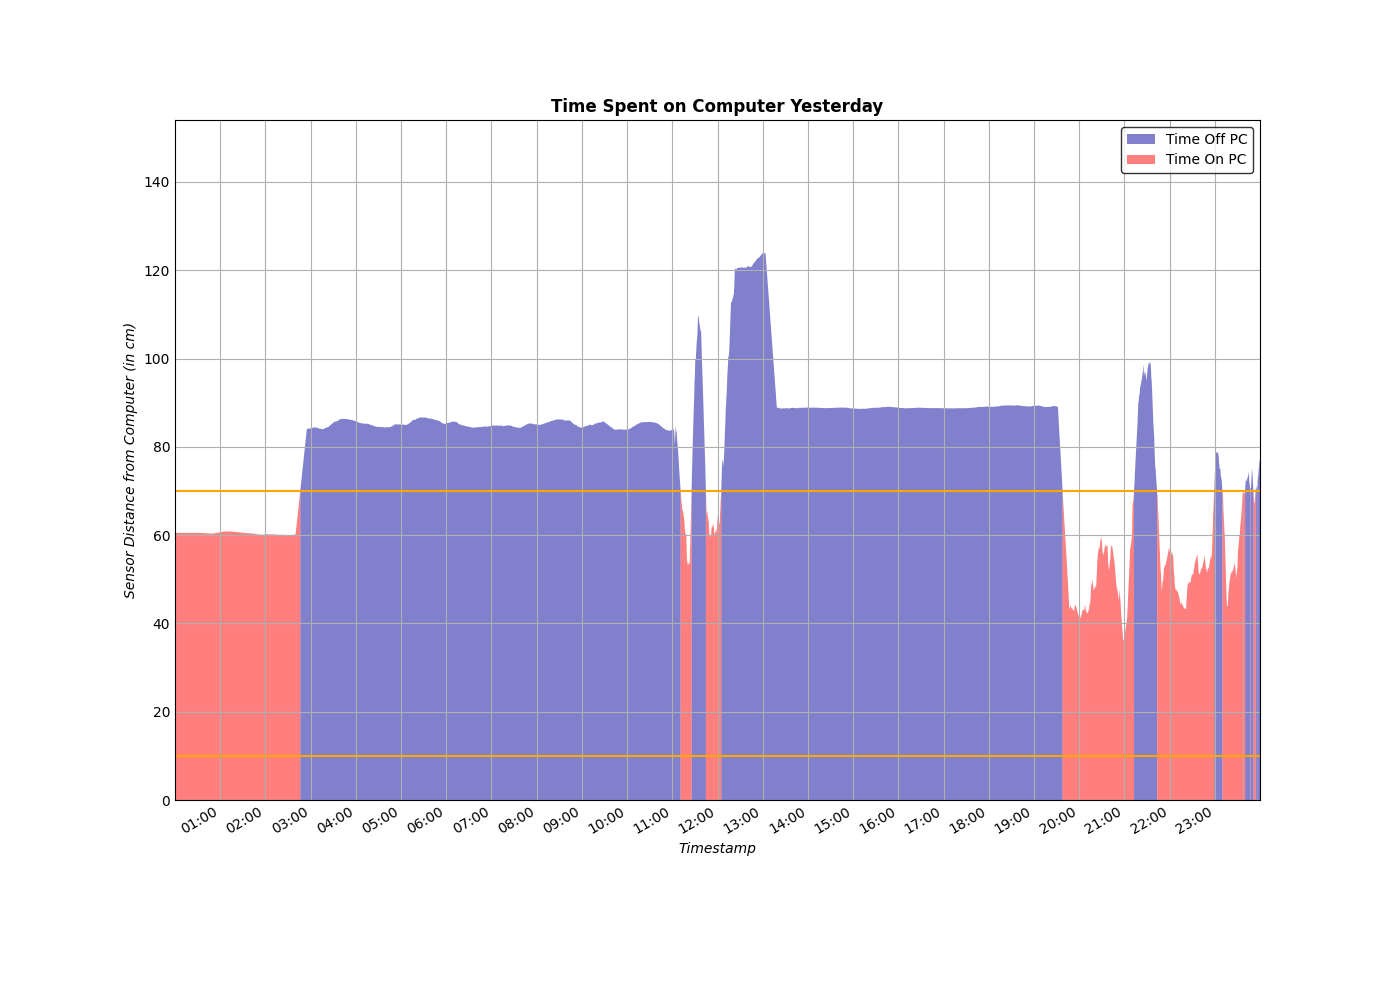 Time Spent on Computer Yesterday
Time Off PC
Time On PC
Sensor Distance from Computer (in cm)
140
120
100
80
60
40
20
0
01:00 02:00 03:00 04:00 05:00 06:00 07:00 08:00 09:00 10:00 11:00 12:00 13:00 14:00 15:00 16:00 17:00 18:00 19:00 20:00 21:00 22:00 23:00
Timestamp